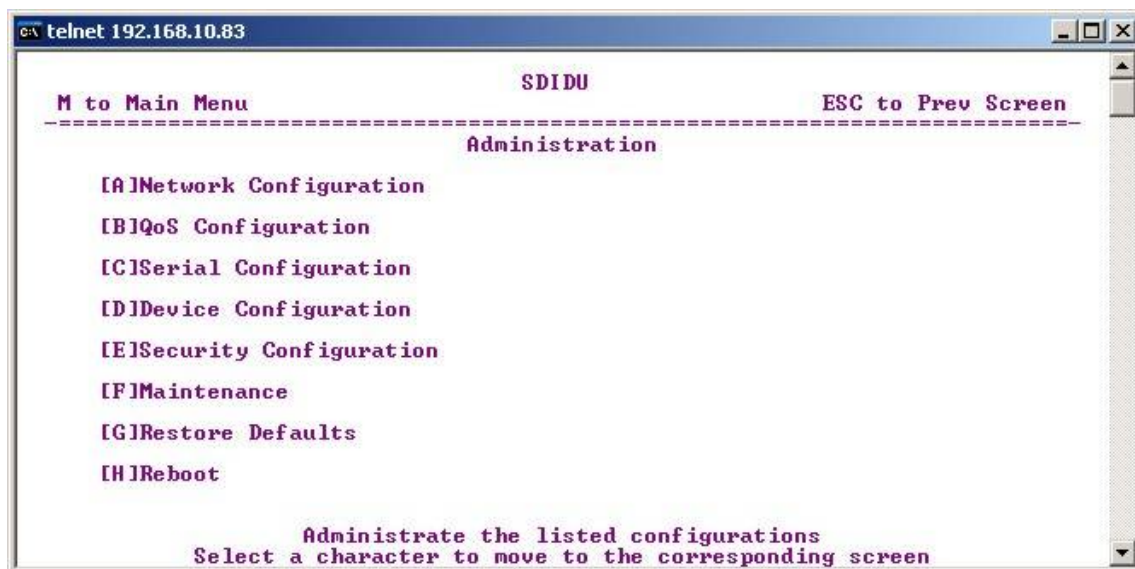 telnet 192.168.10.83
SDIDU
M to Main Menu ESC to Prev Screen
Administration
[A]Network Configuration
[B]QoS Configuration
[C]Serial Configuration
[D]Device Configuration
[E]Security Configuration
[F]Maintenance
[G]Restore Defaults
[H]Reboot
Administrate the listed configurations
Select a character to move to the corresponding screen